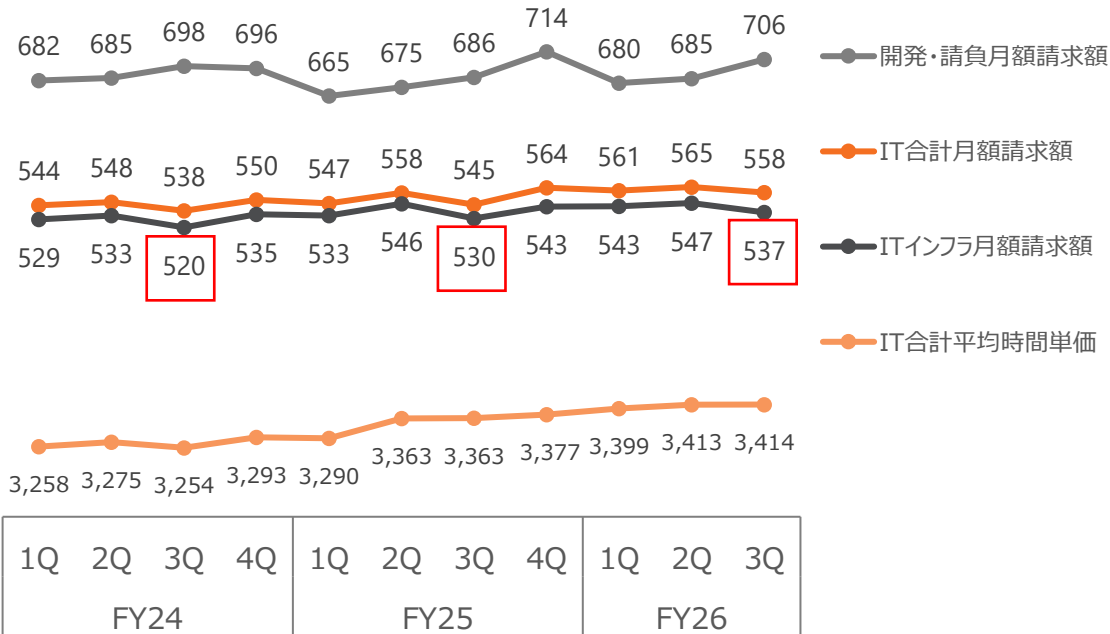 682 685 698 696 665 675 686 714 680 685 706
開発・請負月額請求額
544 548 538 550 547 558 545 564 561 565 558
IT合計月額請求額
529 533 520 535 533 546 530 543 543 547 537
ITインフラ月額請求額
IT合計平均時間単価
3,258 3,275 3,254 3,293 3,290 3,363 3,363 3,377 3,399 3,413 3,414
1Q 2Q 3Q 4Q 1Q 2Q 3Q 4Q 1Q 2Q 3Q
FY24 FY25 FY26